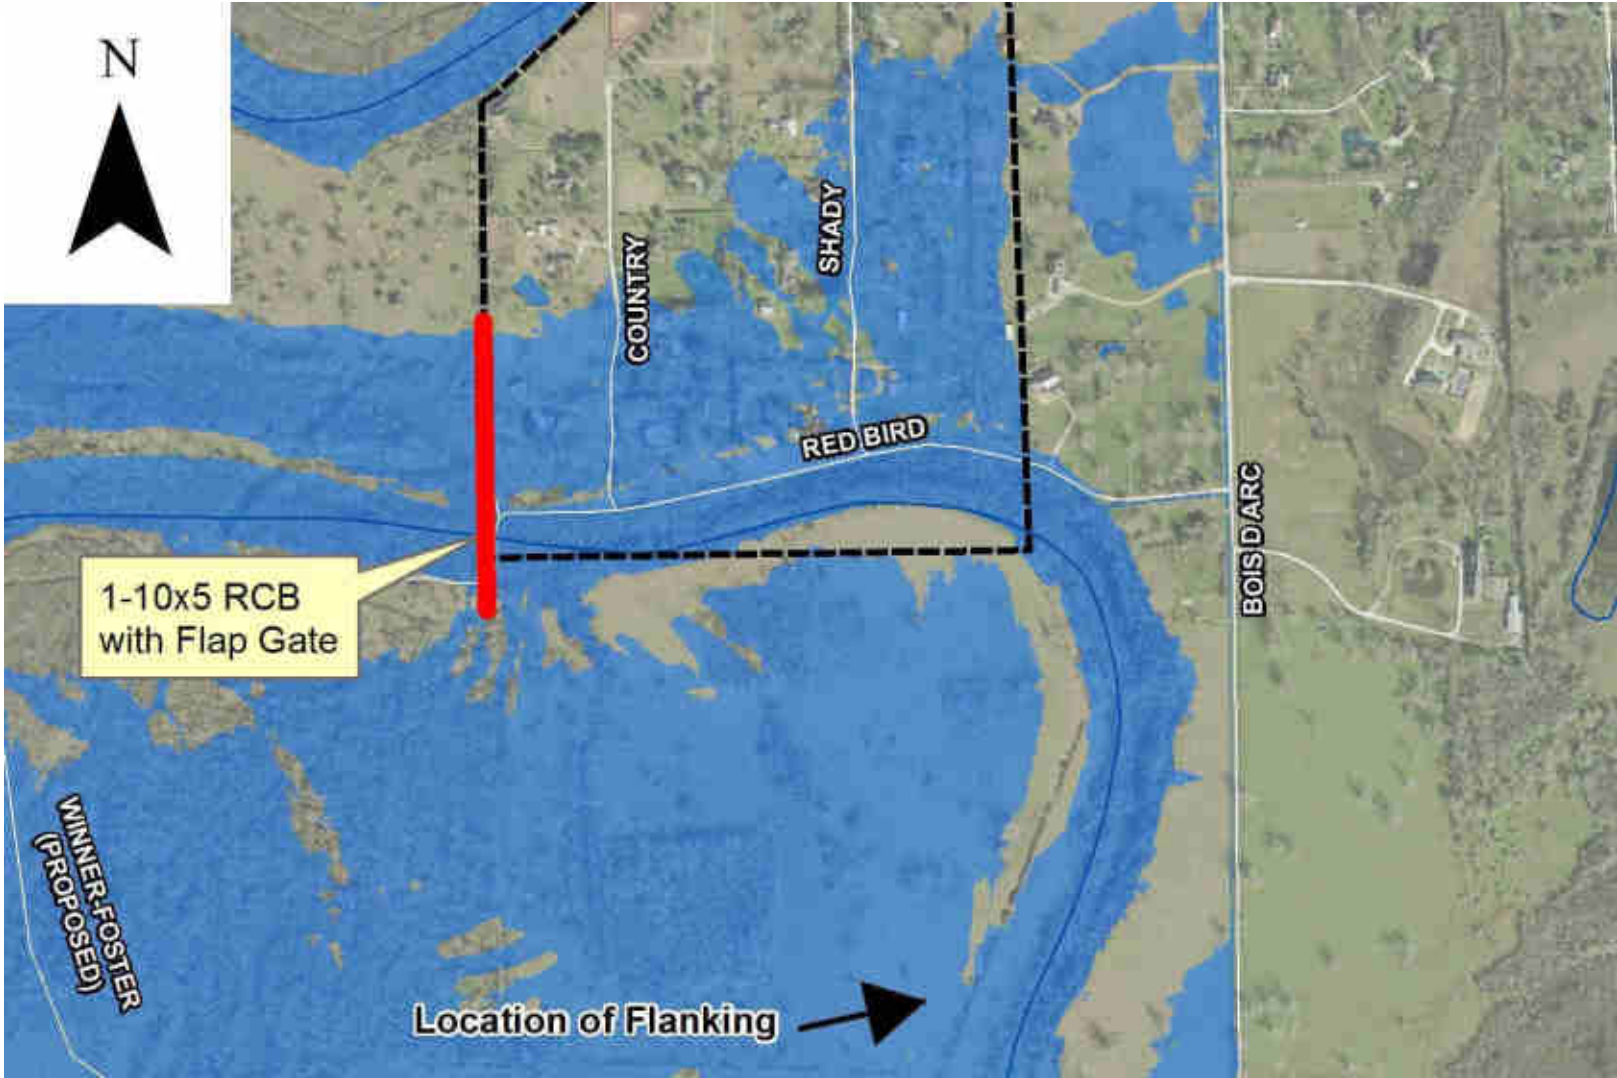 N
COUNTRY
SHADY
RED BIRD
BOIS D ARC
1-10x5 RCB
with Flap Gate
WINNER-FOSTER
(PROPOSED)
Location of Flanking